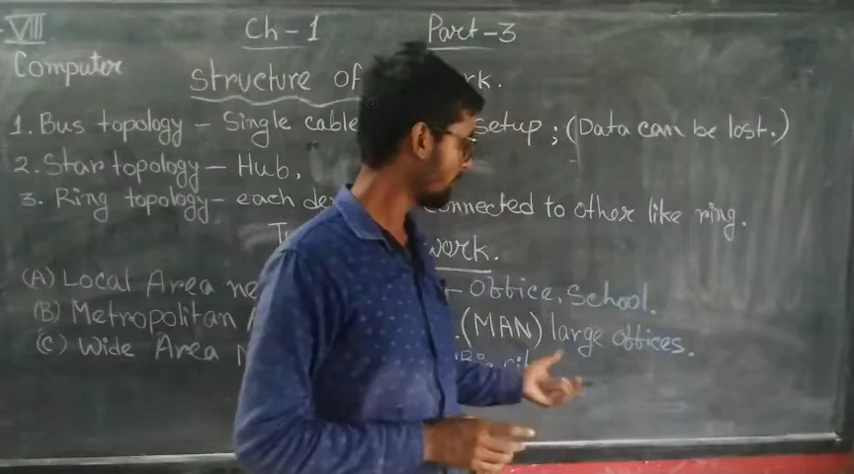 VIII Ch-1 Part-3
Computer
Structure of rk.
1. Bus topology - Single cable setup ; (Data can be lost.)
2. Star topology - Hub,
3. Ring topology - each de onnected to other like ring.
work.
(A) Local Area ne - Office, School.
(B) Metropolitan (MAN) large offices.
(C) Wide Area